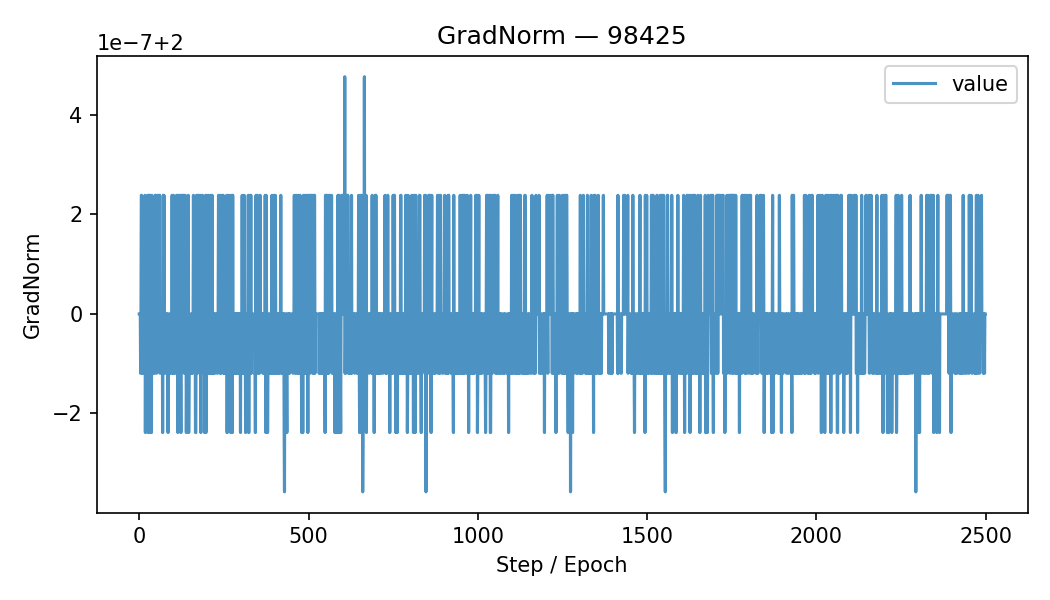 GradNorm — 98425
1e−7+2
value
4
2
0
−2
GradNorm
0 500 1000 1500 2000 2500
Step / Epoch